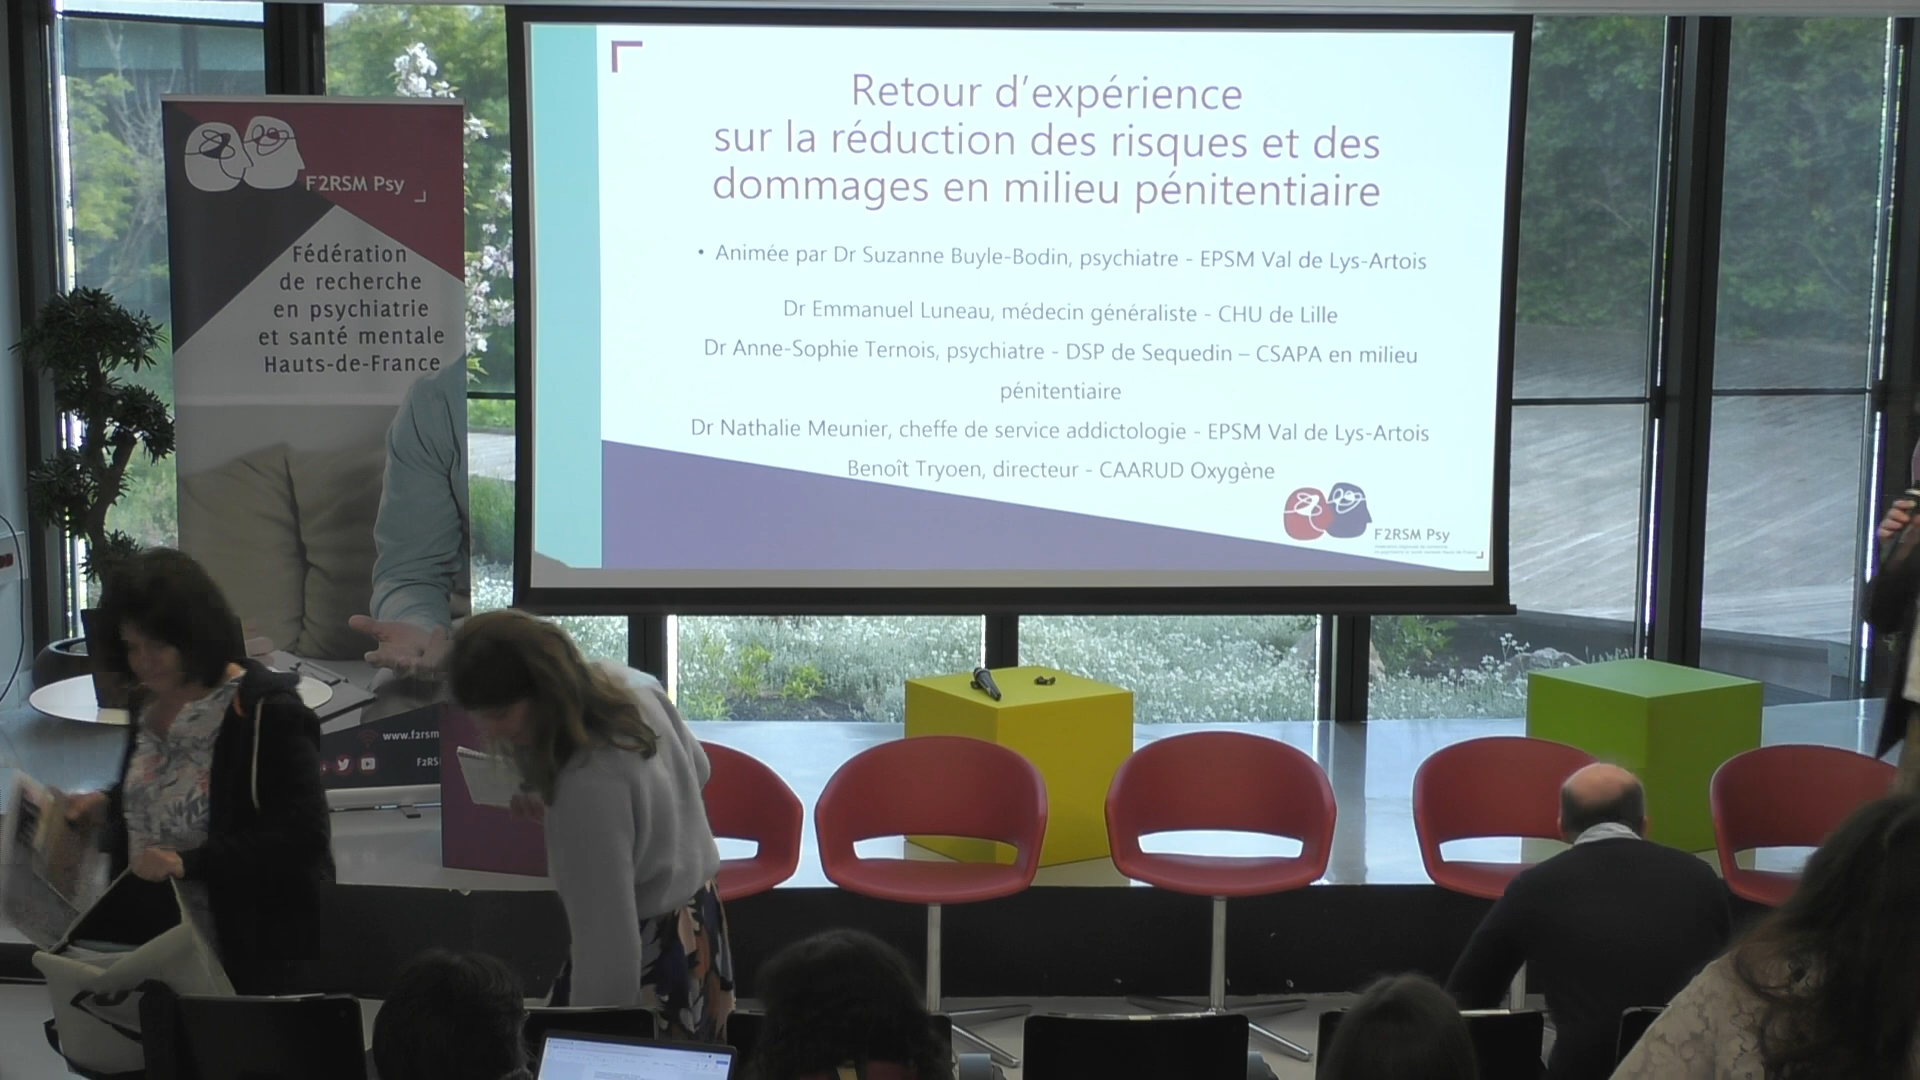 F2RSM Psy
Fédération
de recherche
en psychiatrie
et santé mentale
Hauts-de-France
www.f2rsm
F2RS
Retour d’expérience
sur la réduction des risques et des
dommages en milieu pénitentiaire
• Animée par Dr Suzanne Buyle-Bodin, psychiatre - EPSM Val de Lys-Artois
Dr Emmanuel Luneau, médecin généraliste - CHU de Lille
Dr Anne-Sophie Ternois, psychiatre - DSP de Sequedin – CSAPA en milieu
pénitentiaire
Dr Nathalie Meunier, cheffe de service addictologie - EPSM Val de Lys-Artois
Benoît Tryoen, directeur - CAARUD Oxygène
F2RSM Psy